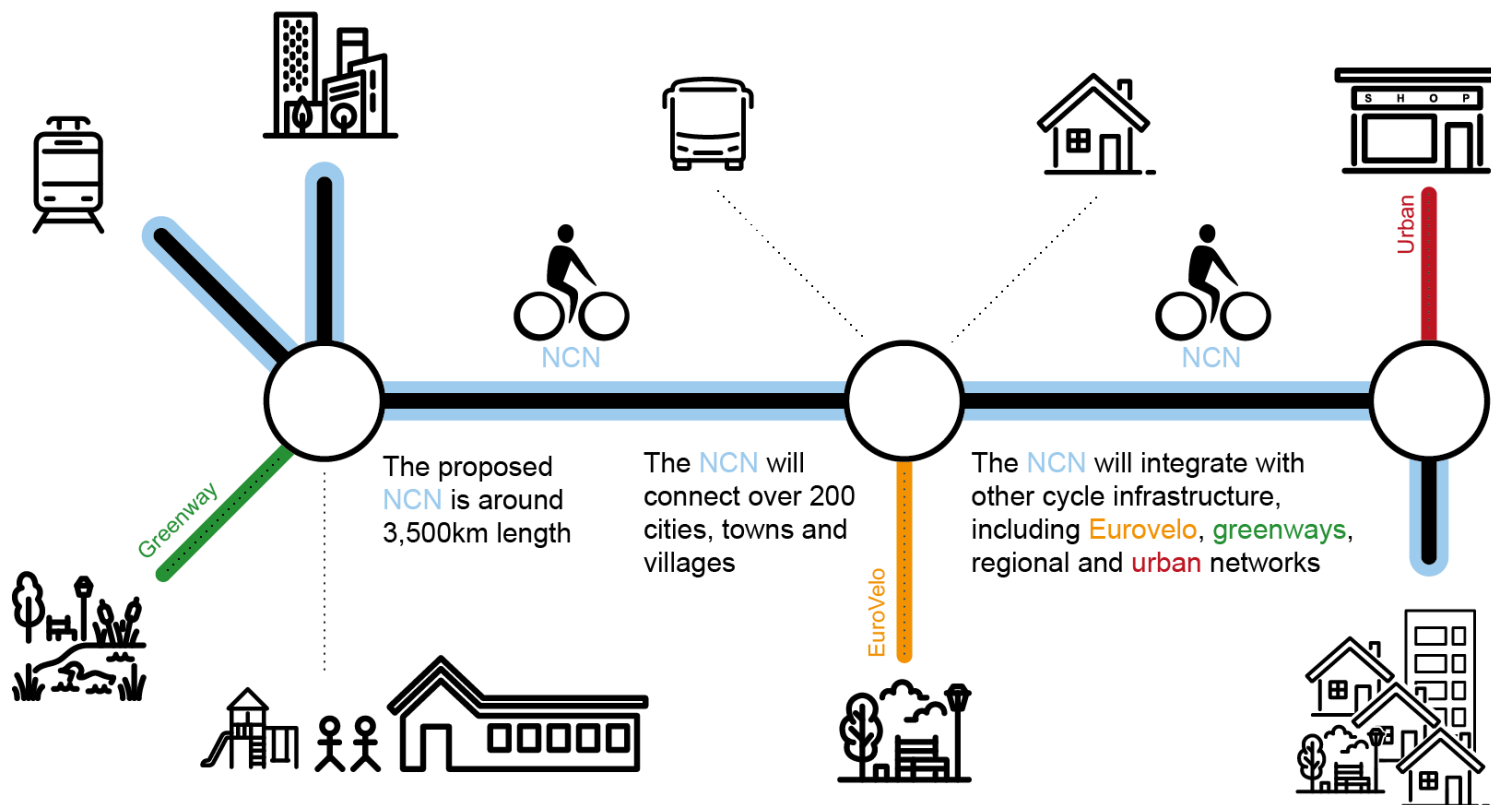 S H O P
Urban
NCN
NCN
Greenway
The proposed
NCN is around
3,500km length
The NCN will
connect over 200
cities, towns and
villages
The NCN will integrate with
other cycle infrastructure,
including Eurovelo, greenways,
regional and urban networks
EuroVelo